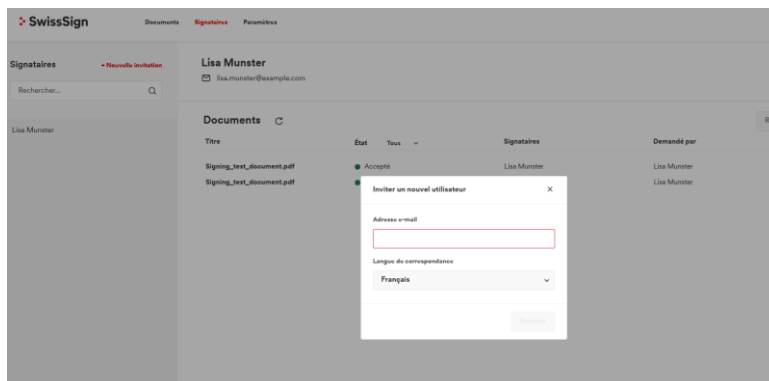 SwissSign Documents Signataires Paramètres
Signataires + Nouvelle invitation
Rechercher...
Lisa Munster
Lisa Munster
lisa.munster@example.com
Documents
Titre État Tous Signataires Demandé par
Signing_test_document.pdf Accepté Lisa Munster Lisa Munster
Signing_test_document.pdf Lisa Munster
Inviter un nouvel utilisateur
Adresse e-mail
Langue de correspondance
Français